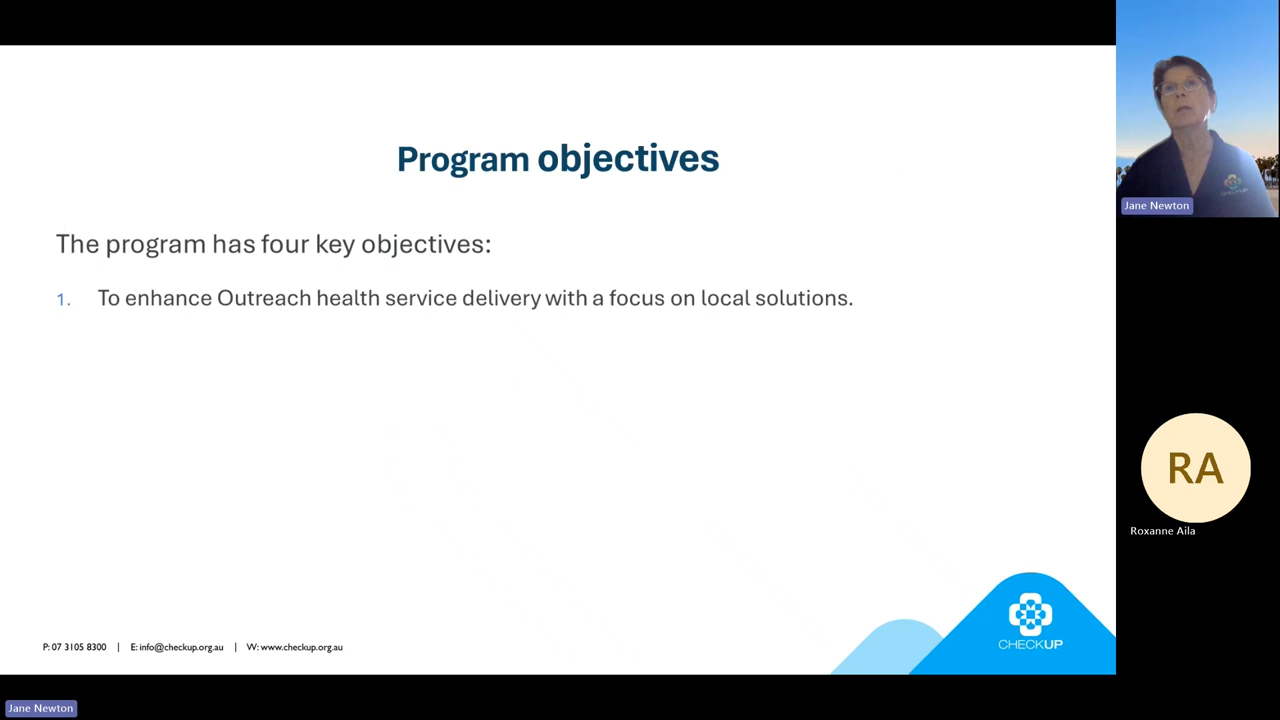 Program objectives
The program has four key objectives:
1. To enhance Outreach health service delivery with a focus on local solutions.
P: 07 3105 8300 | E: info@checkup.org.au | W: www.checkup.org.au
CHECKUP
CHECKUP
Jane Newton
RA
Roxanne Aila
Jane Newton